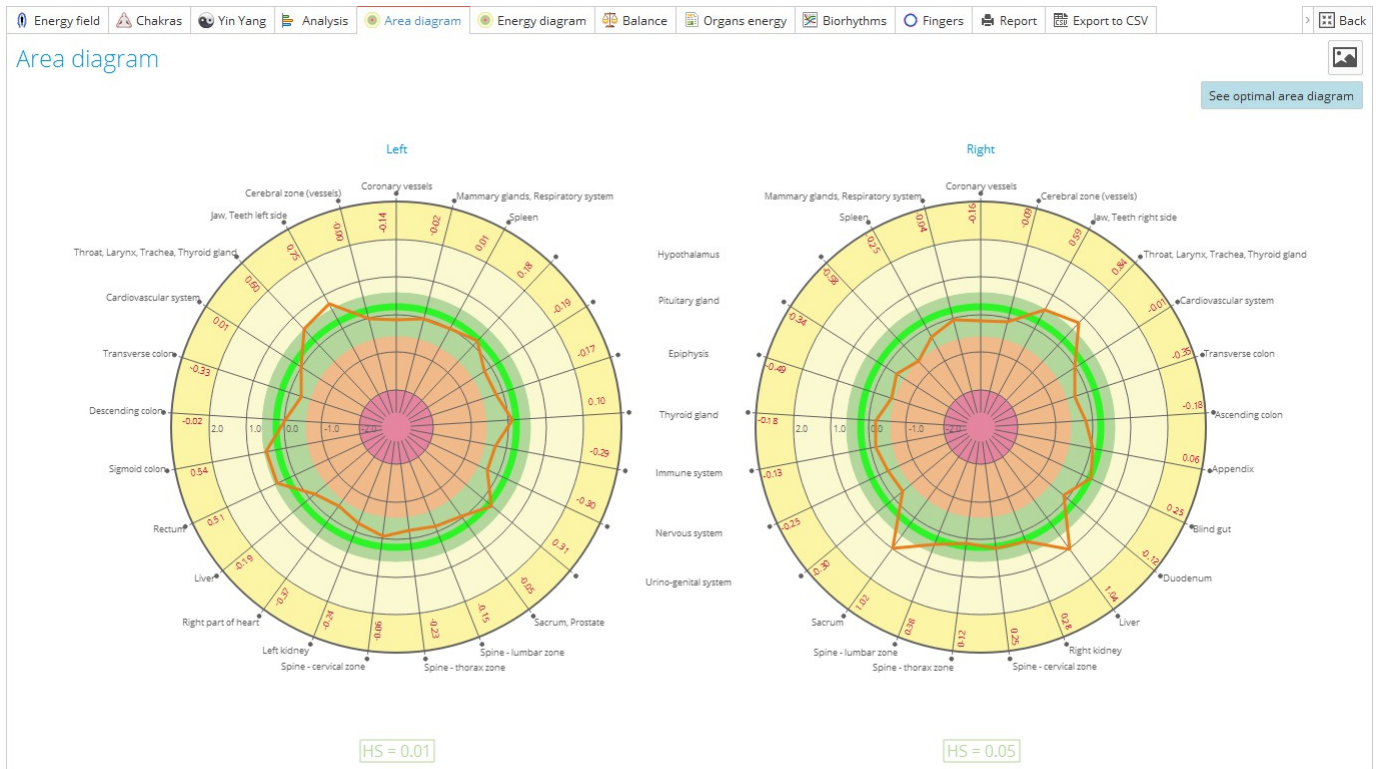 Energy field
Chakras
Yin Yang
Analysis
Area diagram
Energy diagram
Balance
Organs energy
Biorhythms
Fingers
Report
Export to CSV
Back
Area diagram
See optimal area diagram
Left
Coronary vessels
Mammary glands, Respiratory system
Spleen
Hypothalamus
Pituitary gland
Epiphysis
Thyroid gland
Immune system
Nervous system
Urino-genital system
Sacrum, Prostate
Spine - lumbar zone
Spine - thorax zone
Spine - cervical zone
Left kidney
Right part of heart
Liver
Rectum
Sigmoid colon
Descending colon
Transverse colon
Cardiovascular system
Throat, Larynx, Trachea, Thyroid gland
Jaw, Teeth left side
Cerebral zone (vessels)
-0.14
-0.02
0.01
0.18
-0.19
-0.17
0.10
-0.29
-0.30
0.31
-0.05
-0.15
-0.23
-0.06
-0.24
-0.37
-0.19
0.51
0.54
-0.02
-0.33
0.01
0.60
0.75
-0.00
2.0
1.0
0.0
-1.0
-2.0
HS = 0.01
Right
Coronary vessels
Cerebral zone (vessels)
Jaw, Teeth right side
Throat, Larynx, Trachea, Thyroid gland
Cardiovascular system
Transverse colon
Ascending colon
Appendix
Blind gut
Duodenum
Liver
Right kidney
Spine - cervical zone
Spine - thorax zone
Spine - lumbar zone
Sacrum
Spleen
Mammary glands, Respiratory system
-0.16
-0.09
0.59
0.84
-0.01
-0.35
-0.18
0.06
0.25
-0.12
1.04
0.28
0.25
0.12
0.38
1.02
-0.30
-0.25
-0.13
-0.18
-0.49
-0.34
-0.58
-0.25
-0.04
2.0
1.0
0.0
-1.0
-2.0
HS = 0.05